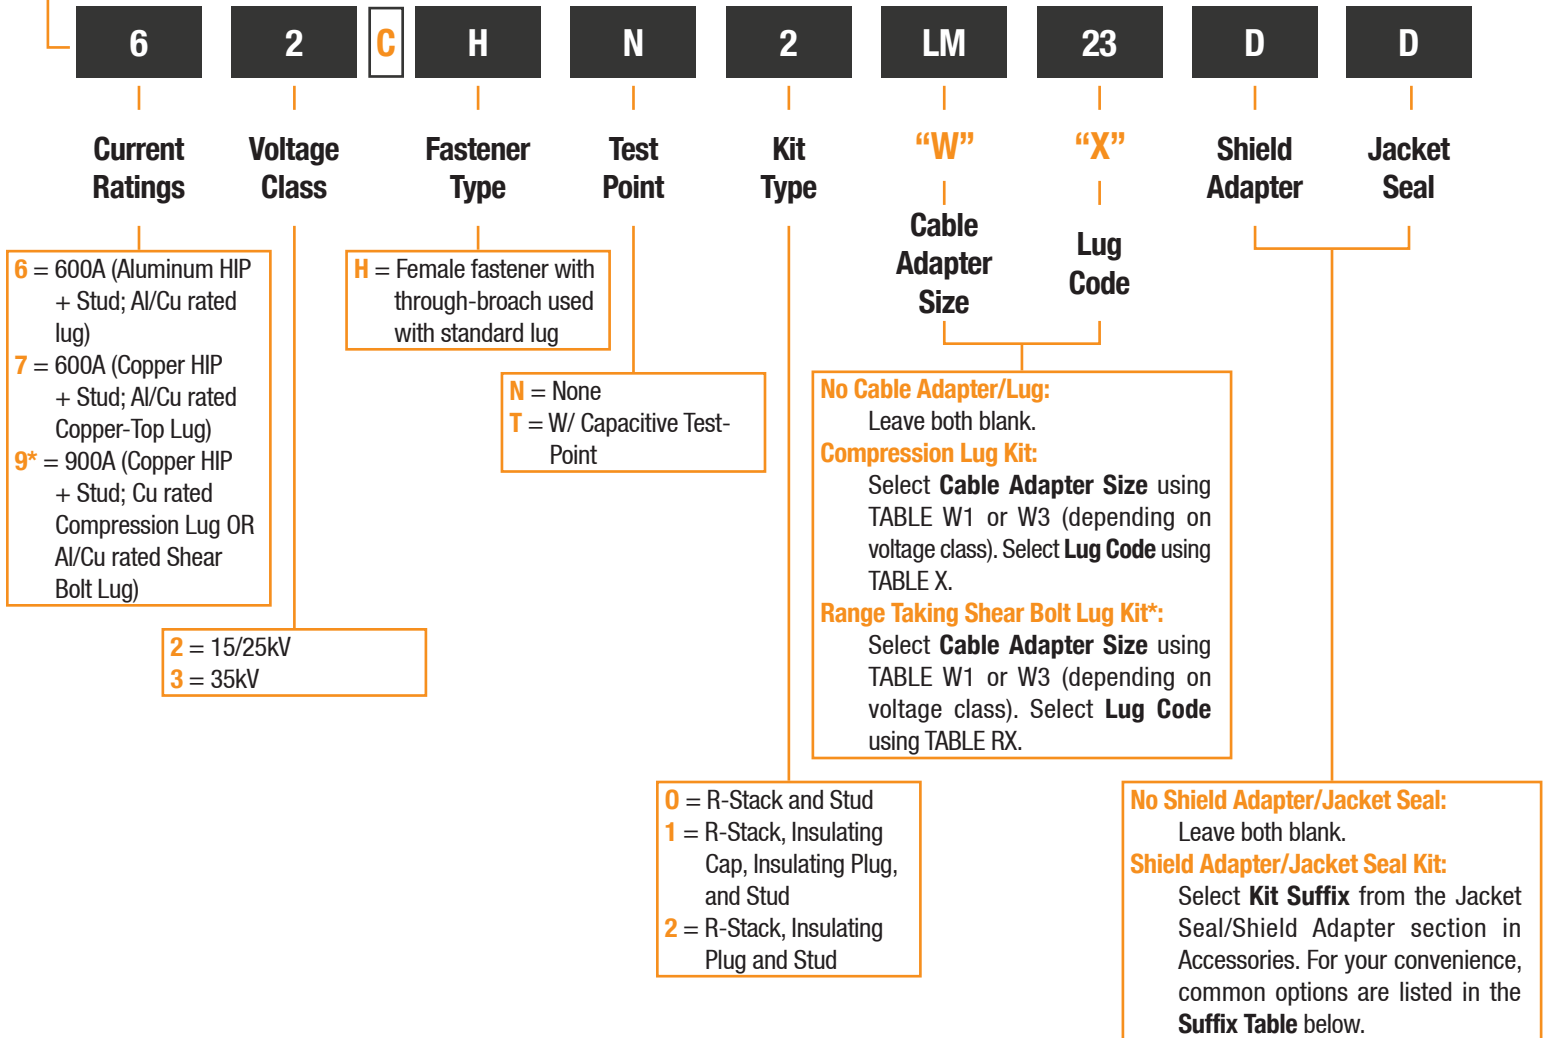 6 2 C H N 2 LM 23 D D
Current
Ratings
Voltage
Class
Fastener
Type
Test
Point
Kit
Type
“W”
Cable
Adapter
Size
“X”
Lug
Code
Shield
Adapter
Jacket
Seal
6 = 600A (Aluminum HIP
+ Stud; Al/Cu rated
lug)
7 = 600A (Copper HIP
+ Stud; Al/Cu rated
Copper-Top Lug)
9* = 900A (Copper HIP
+ Stud; Cu rated
Compression Lug OR
Al/Cu rated Shear
Bolt Lug)
2 = 15/25kV
3 = 35kV
H = Female fastener with
through-broach used
with standard lug
N = None
T = W/ Capacitive Test-
Point
O = R-Stack and Stud
1 = R-Stack, Insulating
Cap, Insulating Plug,
and Stud
2 = R-Stack, Insulating
Plug and Stud
No Cable Adapter/Lug:
Leave both blank.
Compression Lug Kit:
Select Cable Adapter Size using
TABLE W1 or W3 (depending on
voltage class). Select Lug Code using
TABLE X.
Range Taking Shear Bolt Lug Kit*:
Select Cable Adapter Size using
TABLE W1 or W3 (depending on
voltage class). Select Lug Code
using TABLE RX.
No Shield Adapter/Jacket Seal:
Leave both blank.
Shield Adapter/Jacket Seal Kit:
Select Kit Suffix from the Jacket
Seal/Shield Adapter section in
Accessories. For your convenience,
common options are listed in the
Suffix Table below.